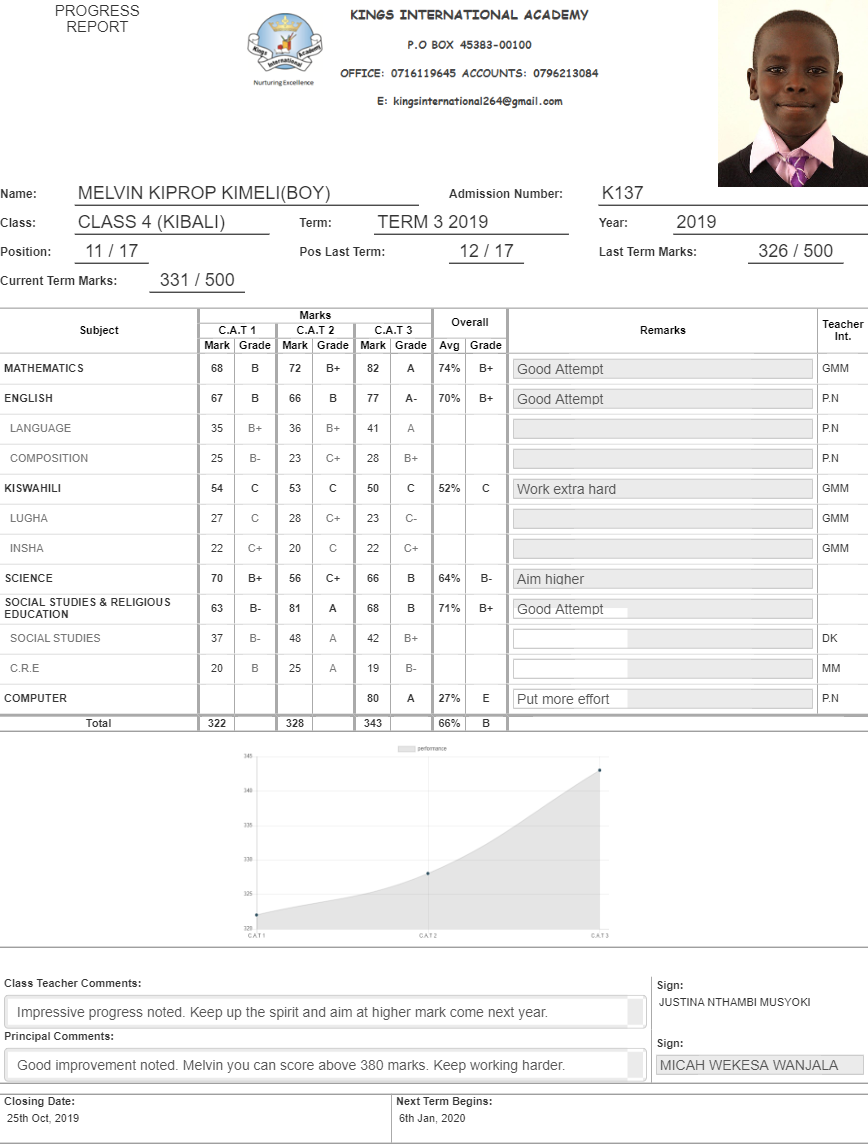 PROGRESS
REPORT
Kings International Academy
Nurturing Excellence
KINGS INTERNATIONAL ACADEMY
P.O BOX 45383-00100
OFFICE: 0716119645 ACCOUNTS: 0796213084
E: kingsinternational264@gmail.com
Name: MELVIN KIPROP KIMELI(BOY) Admission Number: K137
Class: CLASS 4 (KIBALI) Term: TERM 3 2019 Year: 2019
Position: 11 / 17 Pos Last Term: 12 / 17 Last Term Marks: 326 / 500
Current Term Marks: 331 / 500
Subject Marks Overall Remarks Teacher Int.
C.A.T 1 C.A.T 2 C.A.T 3
Mark Grade Mark Grade Mark Grade Avg Grade
MATHEMATICS 68 B 72 B+ 82 A 74% B+ Good Attempt GMM
ENGLISH 67 B 66 B 77 A- 70% B+ Good Attempt P.N
LANGUAGE 35 B+ 36 B+ 41 A P.N
COMPOSITION 25 B- 23 C+ 28 B+ P.N
KISWAHILI 54 C 53 C 50 C 52% C Work extra hard GMM
LUGHA 27 C 28 C+ 23 C- GMM
INSHA 22 C+ 20 C 22 C+ GMM
SCIENCE 70 B+ 56 C+ 66 B 64% B- Aim higher
SOCIAL STUDIES & RELIGIOUS
EDUCATION 63 B- 81 A 68 B 71% B+ Good Attempt
SOCIAL STUDIES 37 B- 48 A 42 B+ DK
C.R.E 20 B 25 A 19 B- MM
COMPUTER 80 A 27% E Put more effort P.N
Total 322 328 343 66% B
performance
345
340
335
330
325
320
CAT1 CAT2 CAT3
Class Teacher Comments:
Impressive progress noted. Keep up the spirit and aim at higher mark come next year.
Sign:
JUSTINA NTHAMBI MUSYOKI
Principal Comments:
Good improvement noted. Melvin you can score above 380 marks. Keep working harder.
Sign:
MICAH WEKESA WANJALA
Closing Date: Next Term Begins:
25th Oct, 2019 6th Jan, 2020